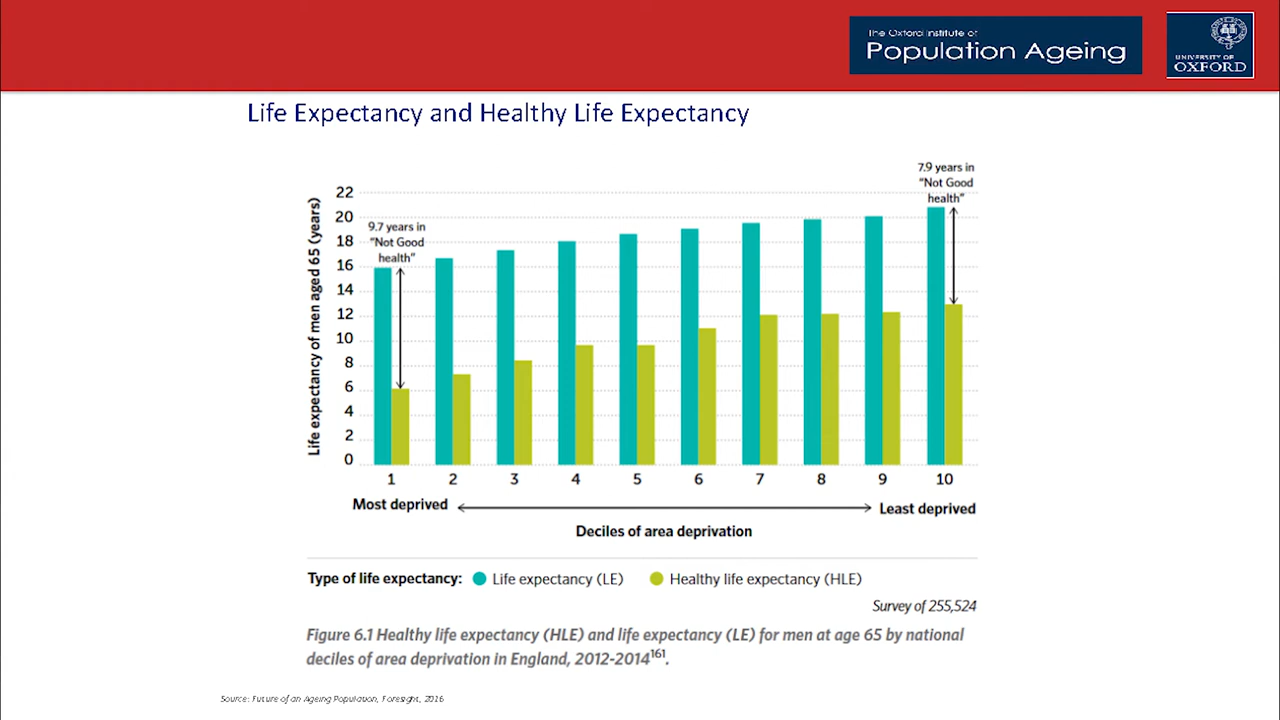 The Oxford Institute of
Population Ageing
UNIVERSITY OF
OXFORD
Life Expectancy and Healthy Life Expectancy
Life expectancy of men aged 65 (years)
22
20
18
16
14
12
10
8
6
4
2
0
9.7 years in
"Not Good
health"
7.9 years in
"Not Good
health"
1 2 3 4 5 6 7 8 9 10
Most deprived Least deprived
Deciles of area deprivation
Type of life expectancy: Life expectancy (LE) Healthy life expectancy (HLE)
Survey of 255,524
Figure 6.1 Healthy life expectancy (HLE) and life expectancy (LE) for men at age 65 by national
deciles of area deprivation in England, 2012-2014¹⁶¹.
Source: Future of an Ageing Population, Foresight, 2016